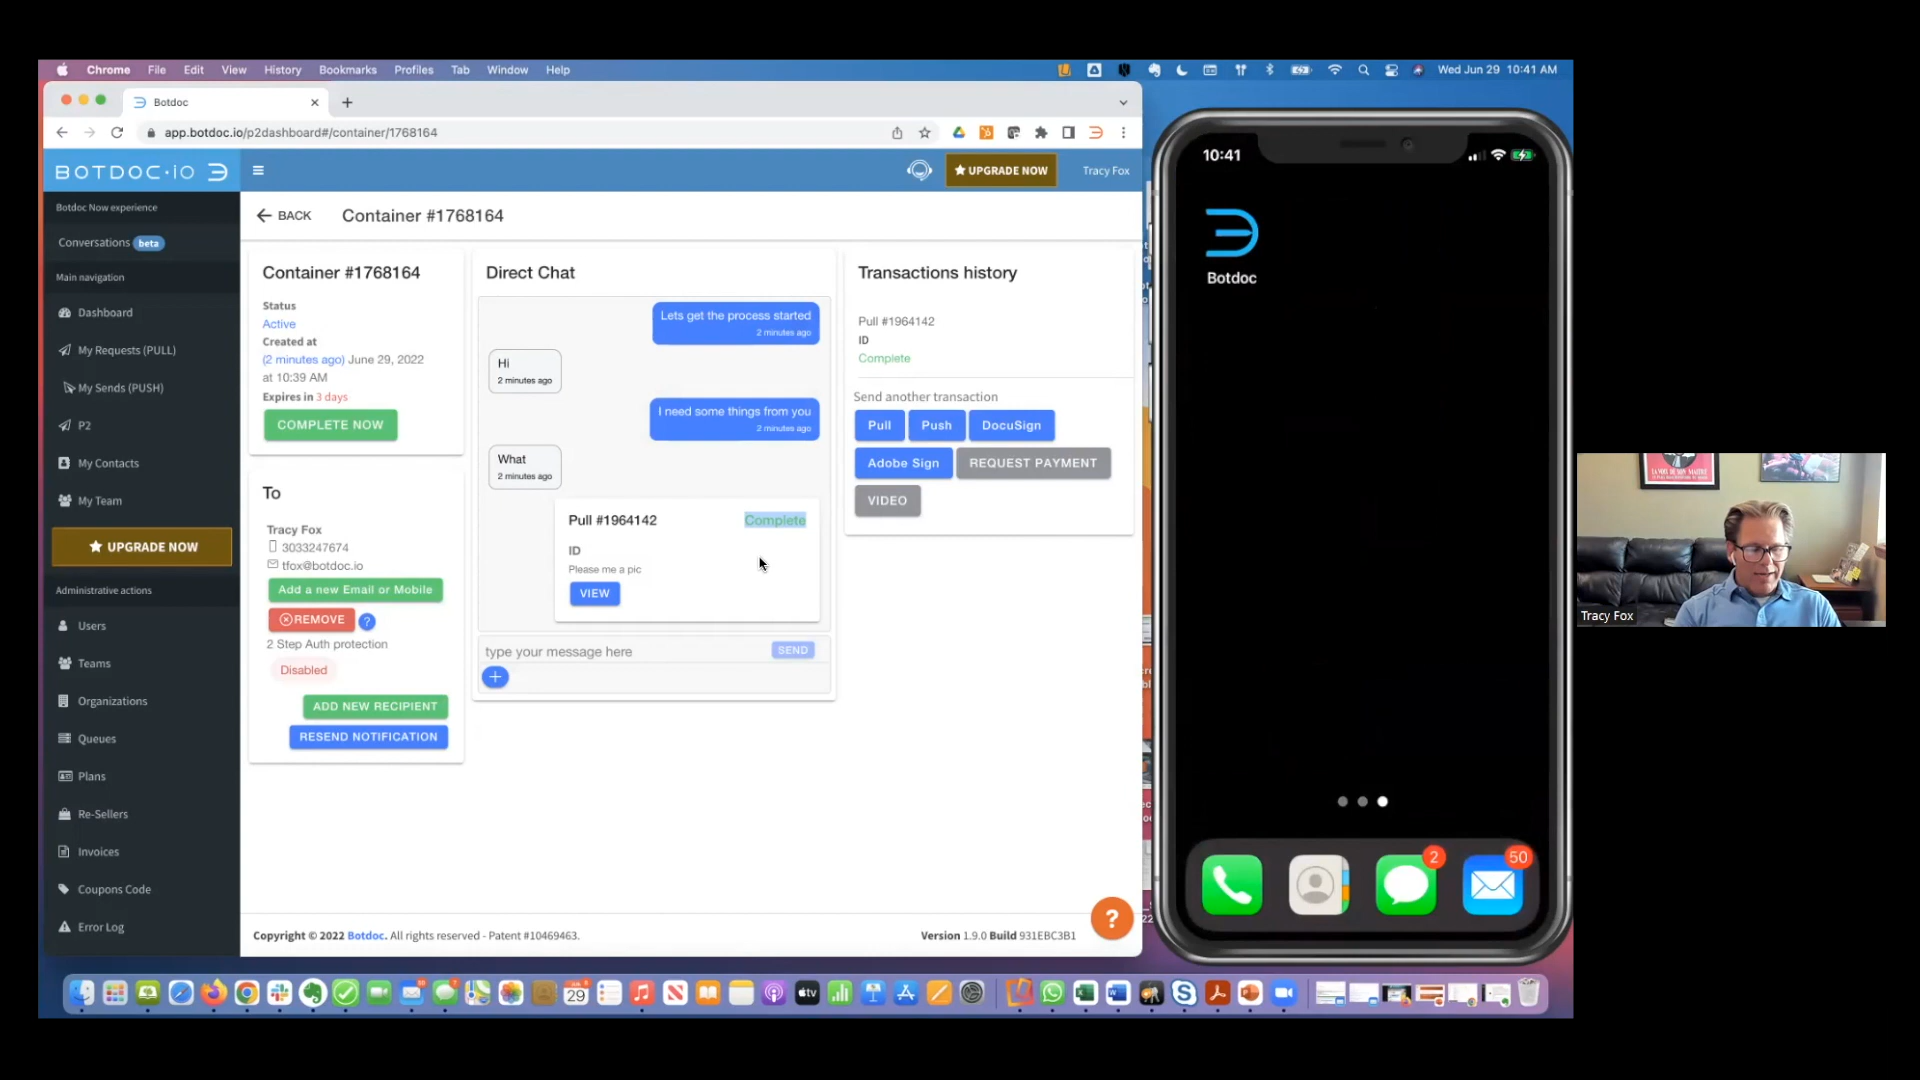 Chrome File Edit View History Bookmarks Profiles Tab Window Help
Wed Jun 29 10:41 AM
Botdoc
app.botdoc.io/p2dashboard#/container/1768164
BOTDOC·IO
UPGRADE NOW
Tracy Fox
Botdoc Now experience
Conversations beta
Main navigation
Dashboard
My Requests (PULL)
My Sends (PUSH)
P2
My Contacts
My Team
UPGRADE NOW
Administrative actions
Users
Teams
Organizations
Queues
Plans
Re-Sellers
Invoices
Coupons Code
Error Log
BACK
Container #1768164
Container #1768164
Status
Active
Created at
(2 minutes ago) June 29, 2022
at 10:39 AM
Expires in 3 days
COMPLETE NOW
To
Tracy Fox
3033247674
tfox@botdoc.io
Add a new Email or Mobile
REMOVE ?
2 Step Auth protection
Disabled
ADD NEW RECIPIENT
RESEND NOTIFICATION
Direct Chat
Lets get the process started
2 minutes ago
Hi
2 minutes ago
I need some things from you
2 minutes ago
What
2 minutes ago
Pull #1964142 Complete
ID
Please me a pic
VIEW
type your message here SEND
+
Transactions history
Pull #1964142
ID
Complete
Send another transaction
Pull Push DocuSign
Adobe Sign REQUEST PAYMENT
VIDEO
Copyright © 2022 Botdoc. All rights reserved - Patent #10469463.
Version 1.9.0 Build 931EBC3B1
?
10:41
Botdoc
2
50
Tracy Fox
29
tv